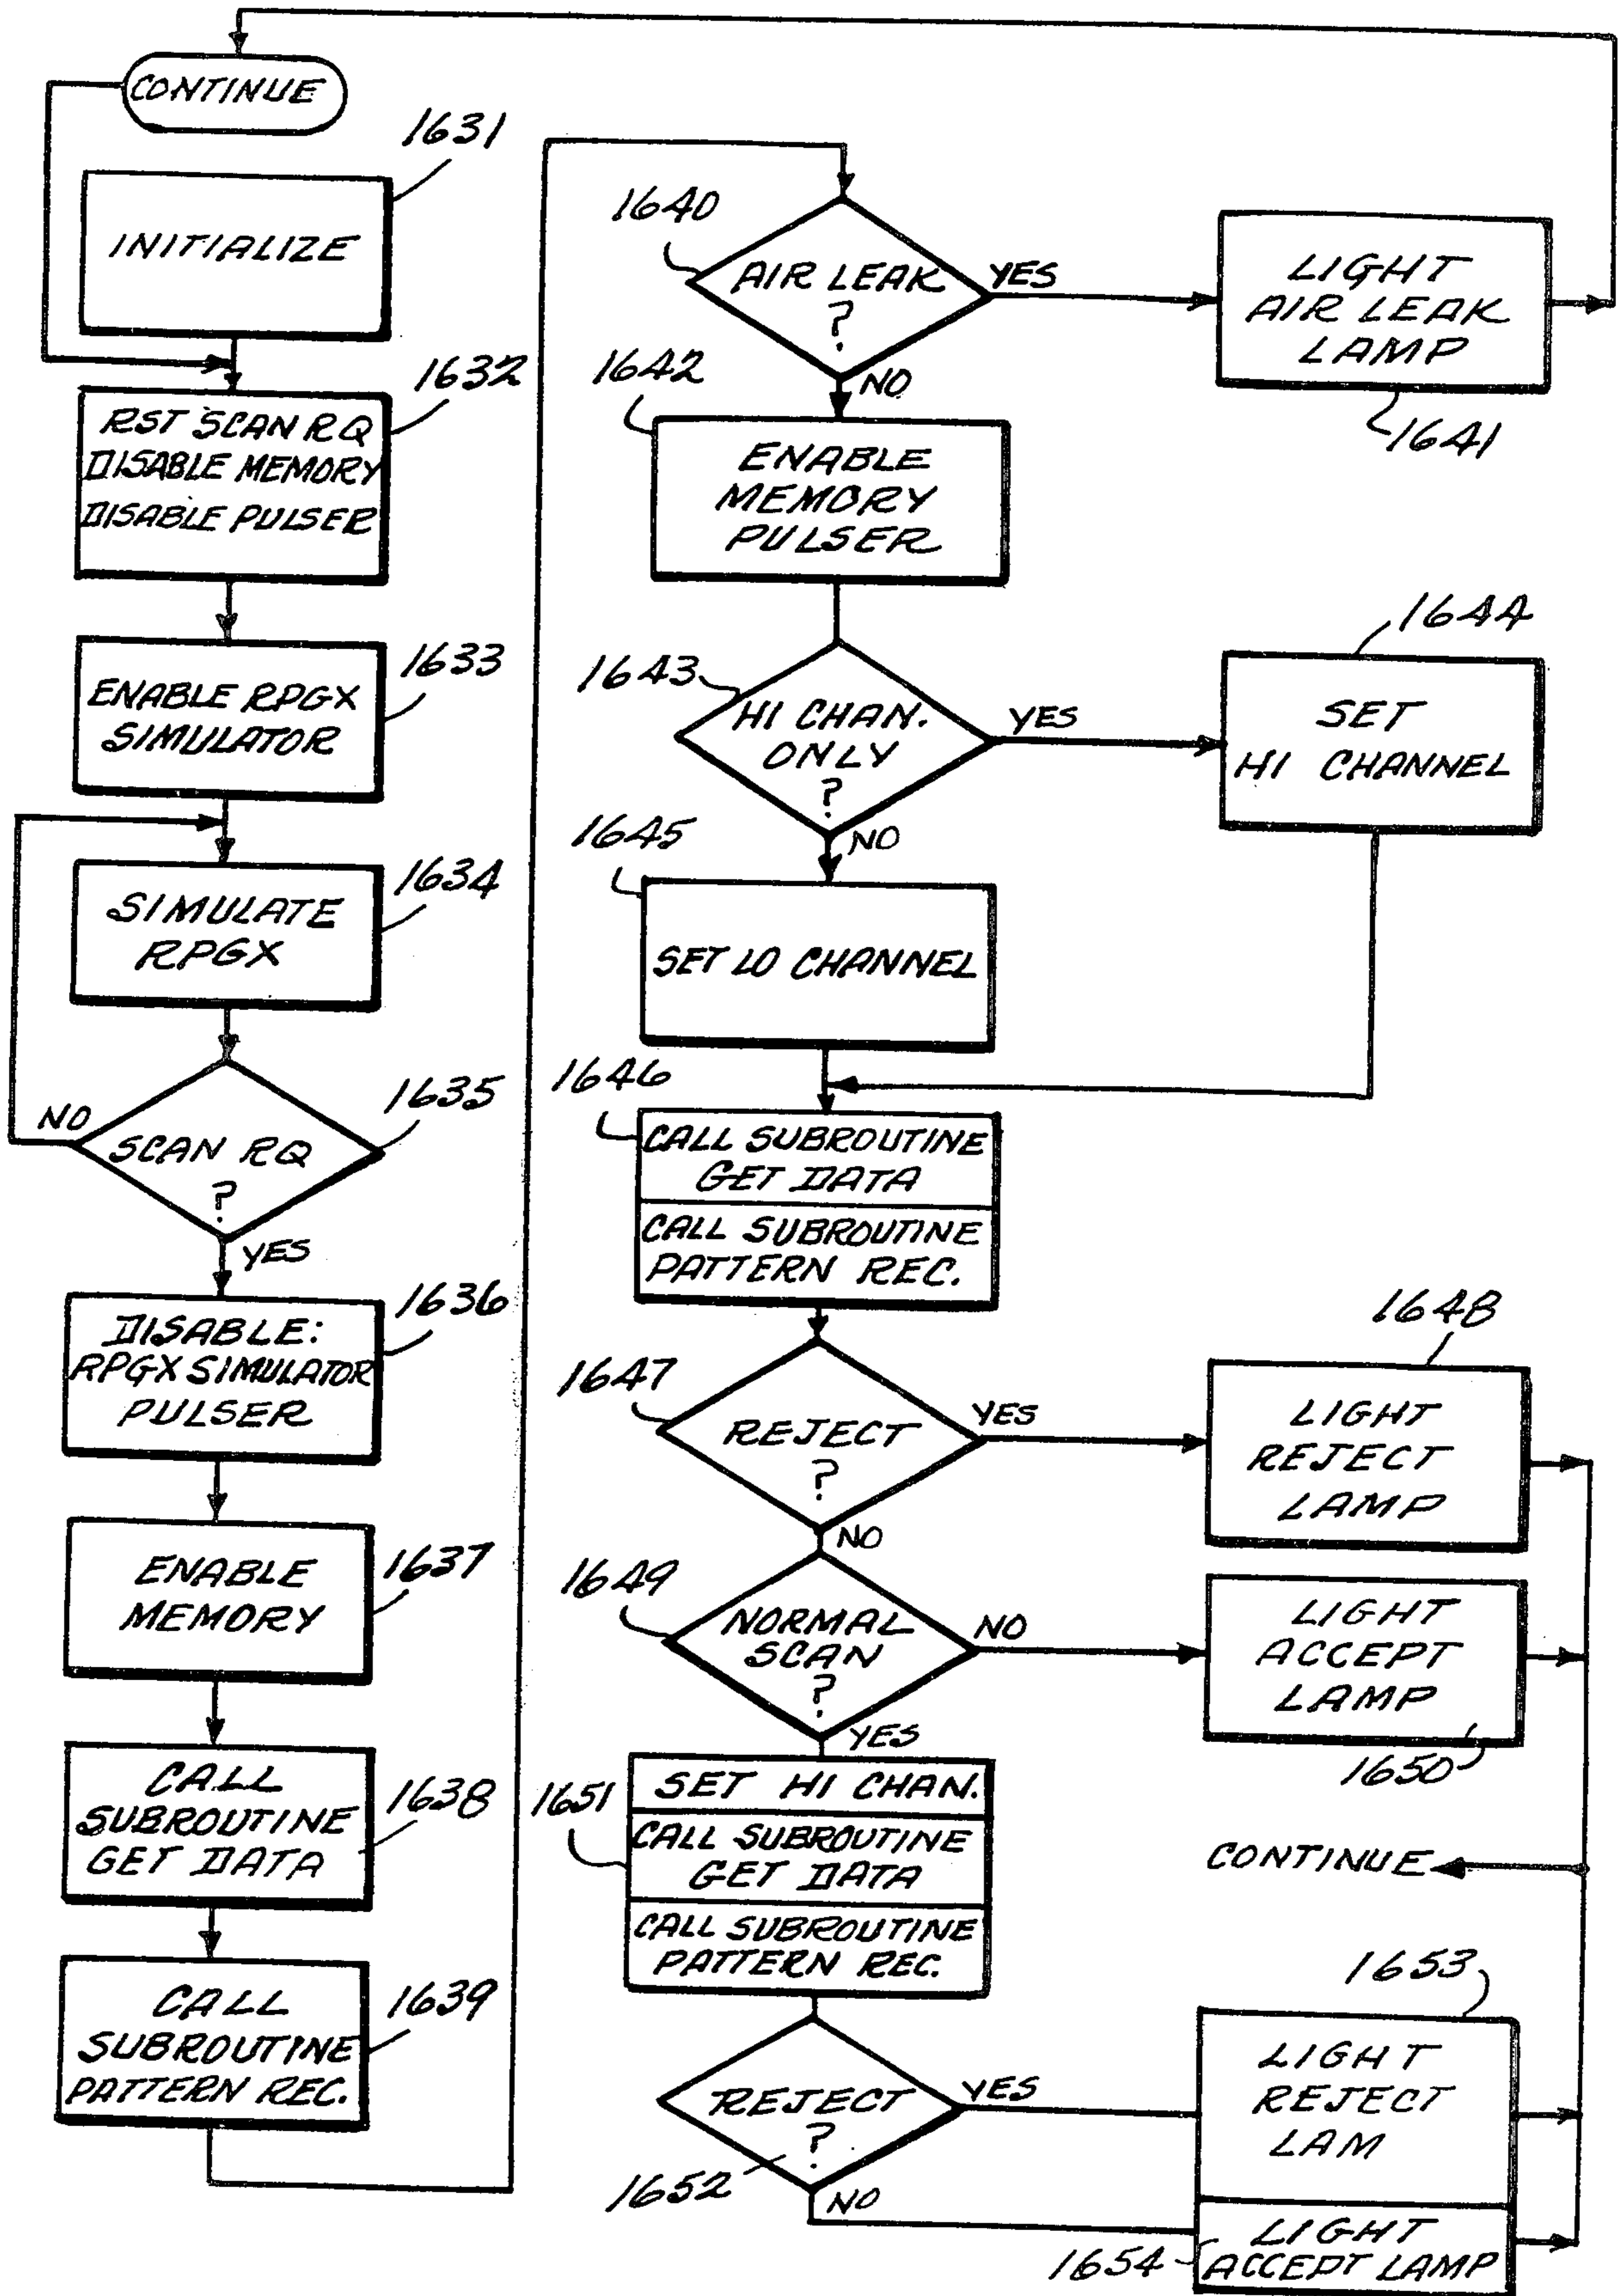 CONTINUE
1631
INITIALIZE
1632
RST SCAN RQ
DISABLE MEMORY
DISABLE PULSER
1633
ENABLE RPGX
SIMULATOR
1634
SIMULATE
RPGX
1635
NO
SCAN RQ
?
YES
1636
DISABLE:
RPGX SIMULATOR
PULSER
1637
ENABLE
MEMORY
1638
CALL
SUBROUTINE
GET DATA
1639
CALL
SUBROUTINE
PATTERN REC.
1640
AIR LEAK
?
YES
NO
LIGHT
AIR LEAK
LAMP
1641
1642
ENABLE
MEMORY
PULSER
1643
HI CHAN.
ONLY
?
YES
NO
1644
SET
HI CHANNEL
1645
SET LO CHANNEL
1646
CALL SUBROUTINE
GET DATA
CALL SUBROUTINE
PATTERN REC.
1647
REJECT
?
YES
NO
1648
LIGHT
REJECT
LAMP
1649
NORMAL
SCAN
?
NO
YES
LIGHT
ACCEPT
LAMP
1650
1651
SET HI CHAN.
CALL SUBROUTINE
GET DATA
CALL SUBROUTINE
PATTERN REC.
CONTINUE
REJECT
?
1652
YES
NO
1653
LIGHT
REJECT
LAM
1654
LIGHT
ACCEPT LAMP